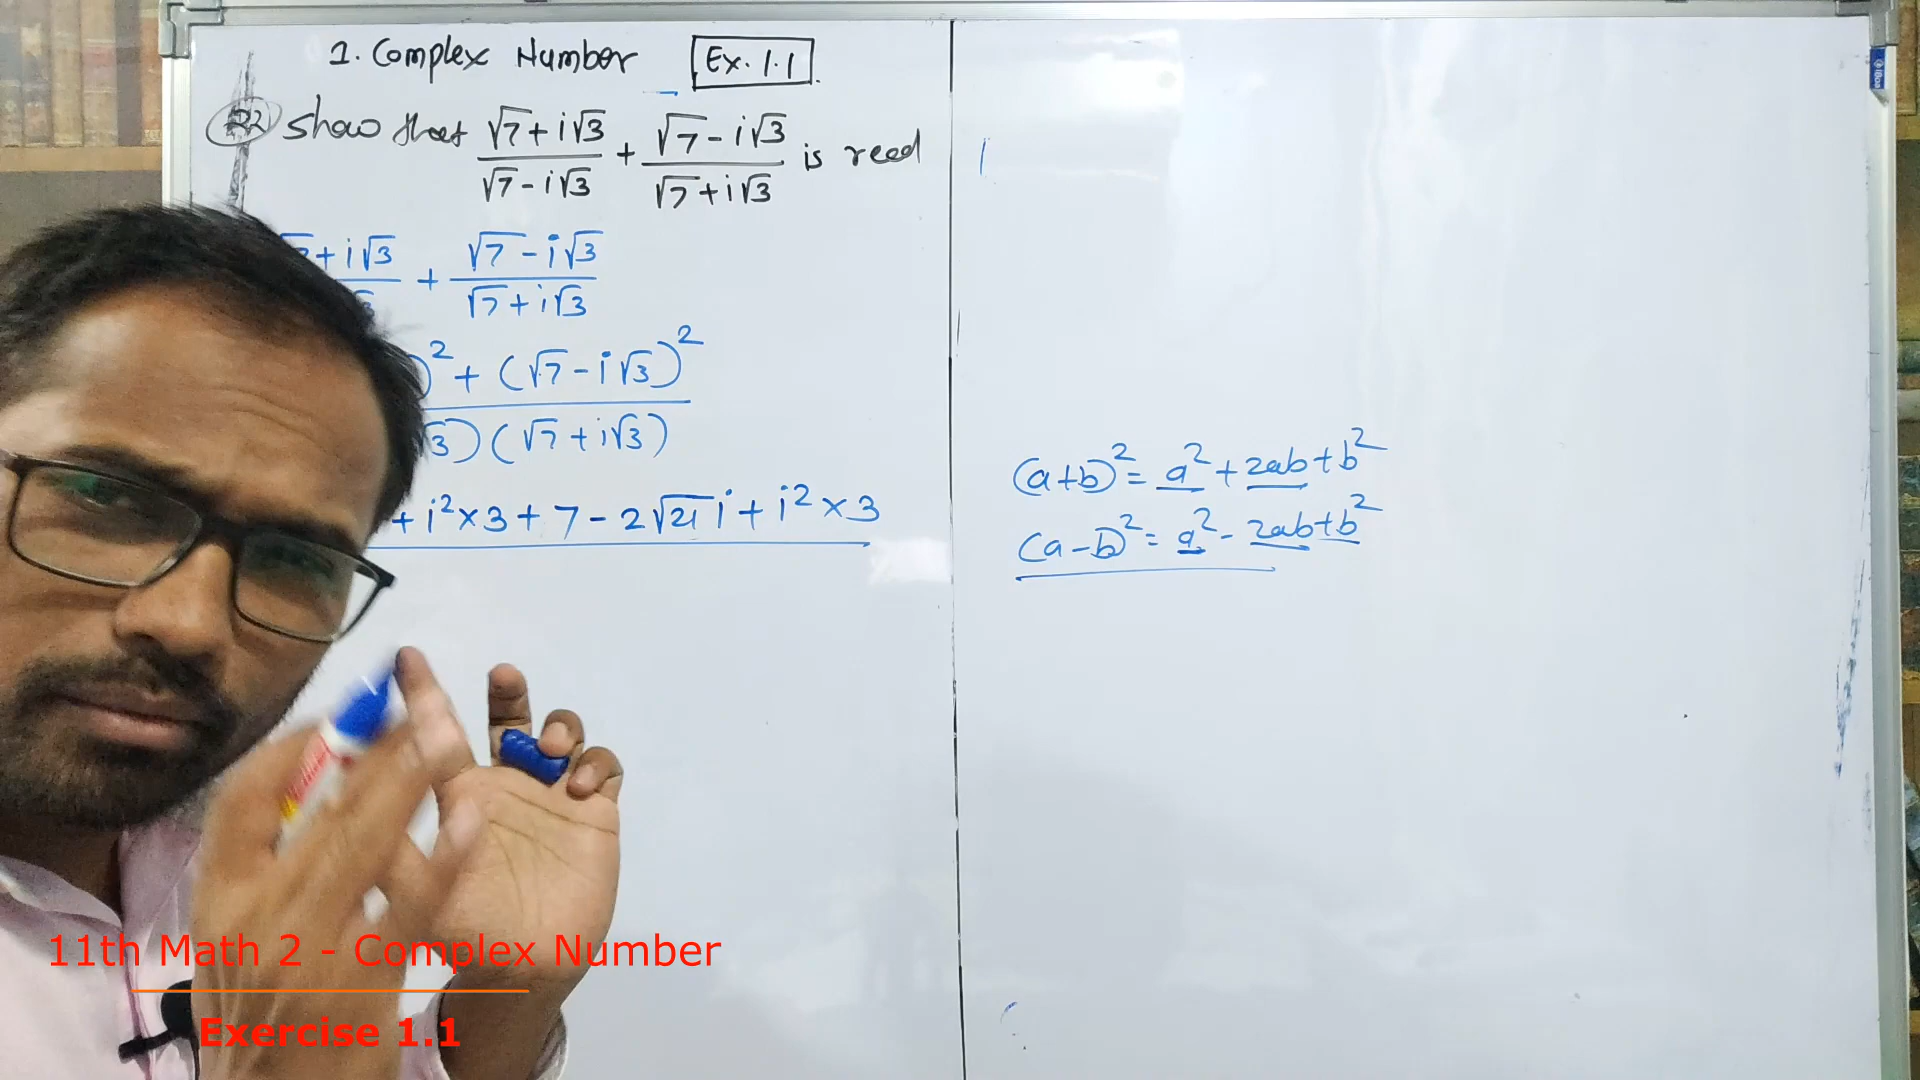 1. Complex Number Ex. 1.1
Show that (√7 + i√3)/(√7 - i√3) + (√7 - i√3)/(√7 + i√3) is real
+ i√3 + (√7 - i√3)/(√7 + i√3)
)² + (√7 - i√3)²
√3)(√7 + i√3)
+ i² × 3 + 7 - 2√21 i + i² × 3
(a+b)² = a² + 2ab + b²
(a-b)² = a² - 2ab + b²
11th Math 2 - Complex Number
Exercise 1.1